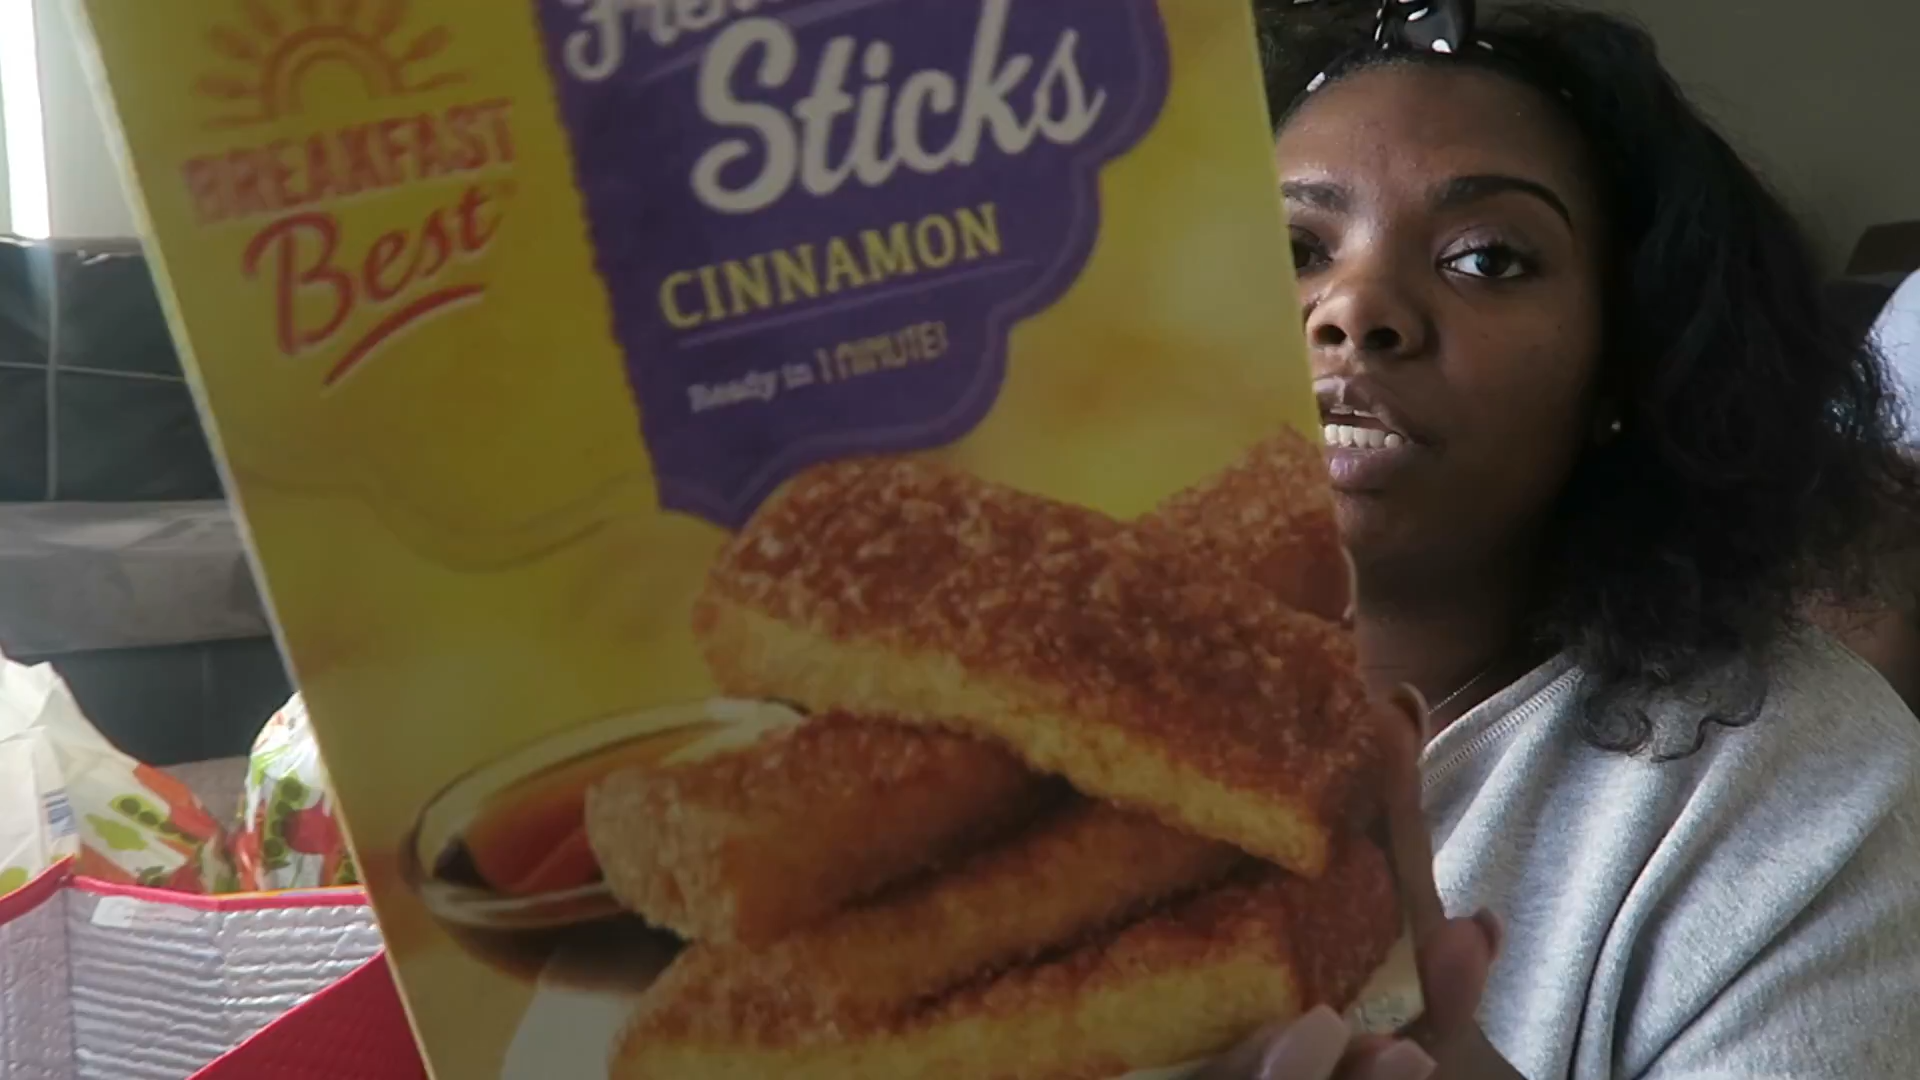 BREAKFAST
Best
Sticks
CINNAMON
Ready in 1 MINUTE!